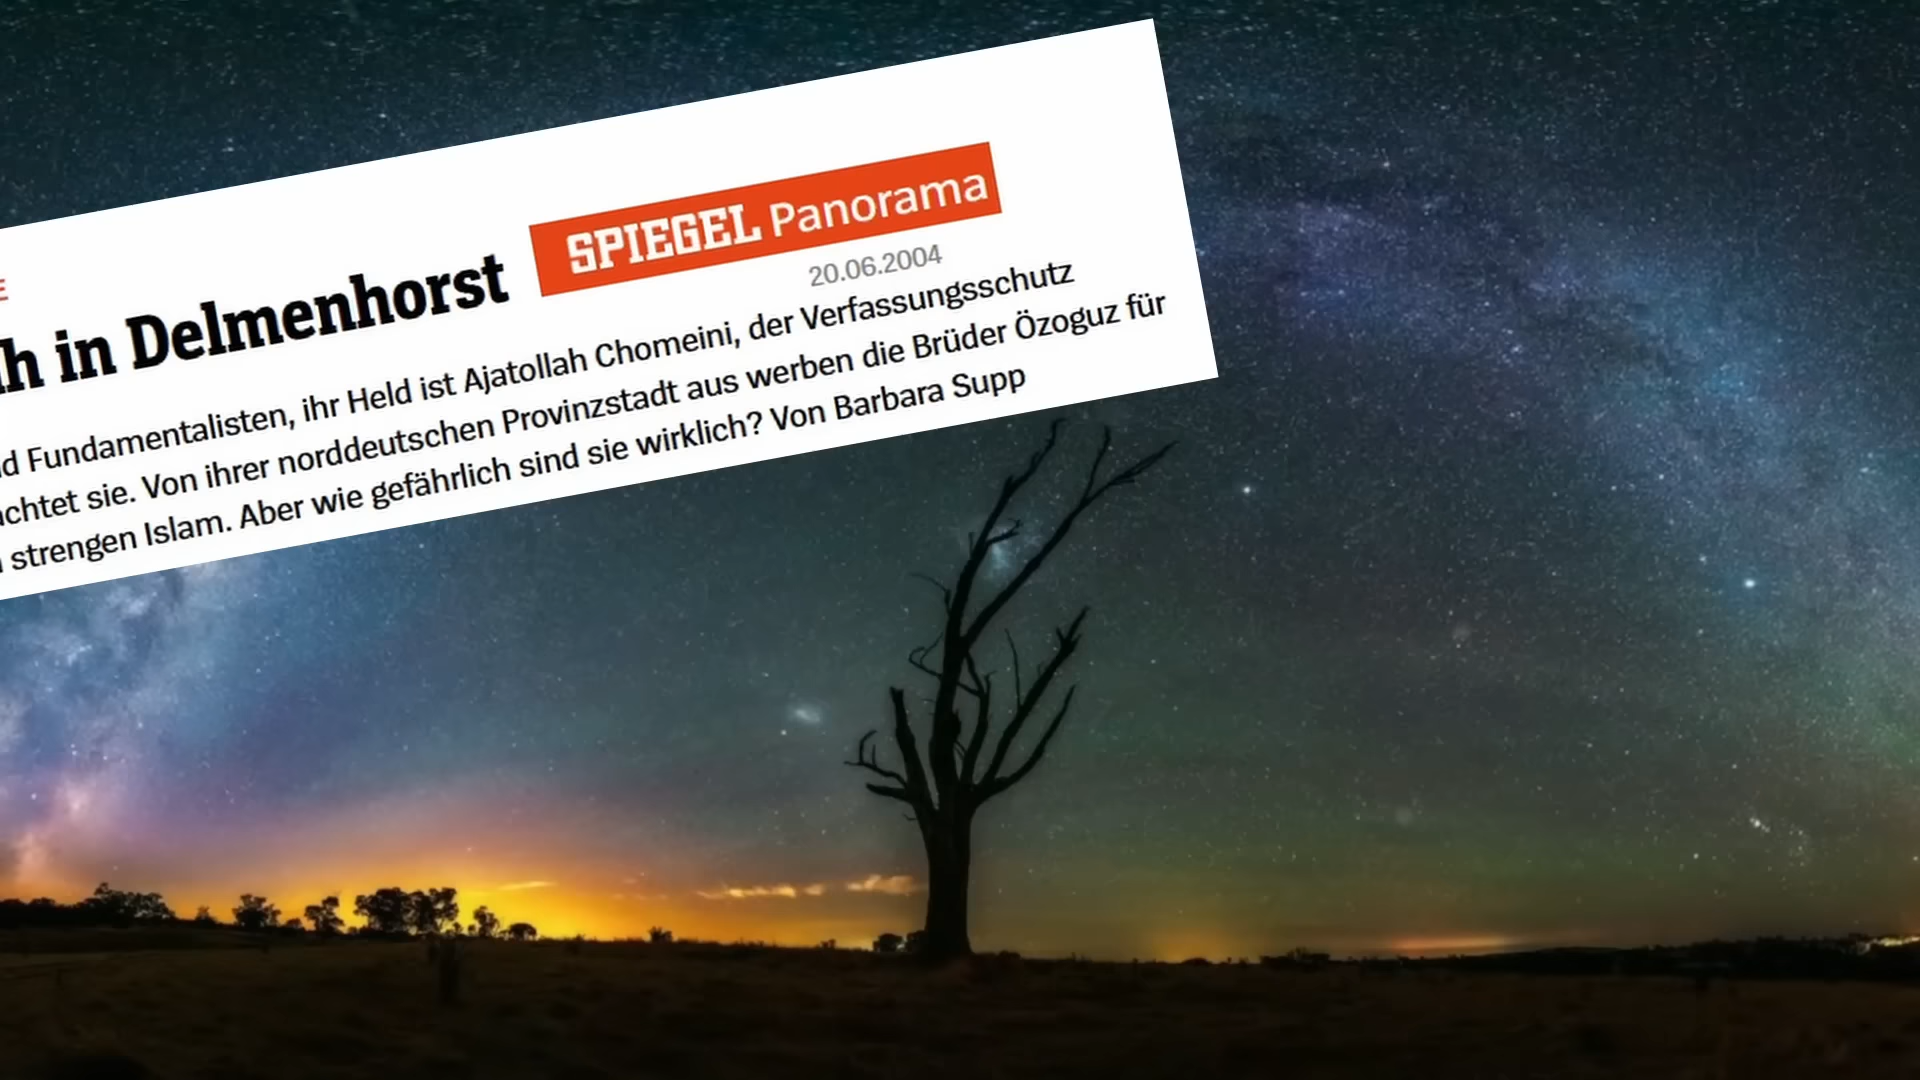 E
h in Delmenhorst
SPIEGEL Panorama
20.06.2004
d Fundamentalisten, ihr Held ist Ajatollah Chomeini, der Verfassungsschutz
achtet sie. Von ihrer norddeutschen Provinzstadt aus werben die Brüder Özoguz für
strengen Islam. Aber wie gefährlich sind sie wirklich? Von Barbara Supp